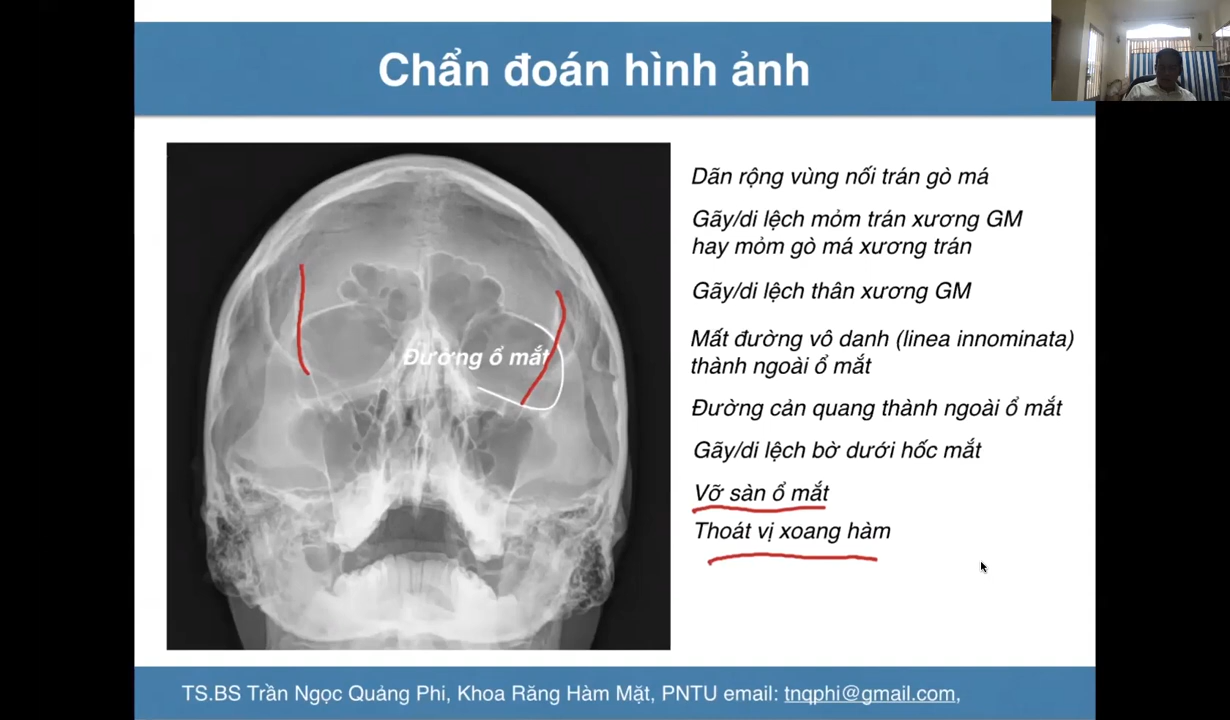 Chẩn đoán hình ảnh
Đường ổ mắt
Dãn rộng vùng nối trán gò má
Gãy/di lệch mỏm trán xương GM
hay mỏm gò má xương trán
Gãy/di lệch thân xương GM
Mất đường vô danh (linea innominata)
thành ngoài ổ mắt
Đường cản quang thành ngoài ổ mắt
Gãy/di lệch bờ dưới hốc mắt
Vỡ sàn ổ mắt
Thoát vị xoang hàm
TS.BS Trần Ngọc Quảng Phi, Khoa Răng Hàm Mặt, PNTU email: tnqphi@gmail.com,